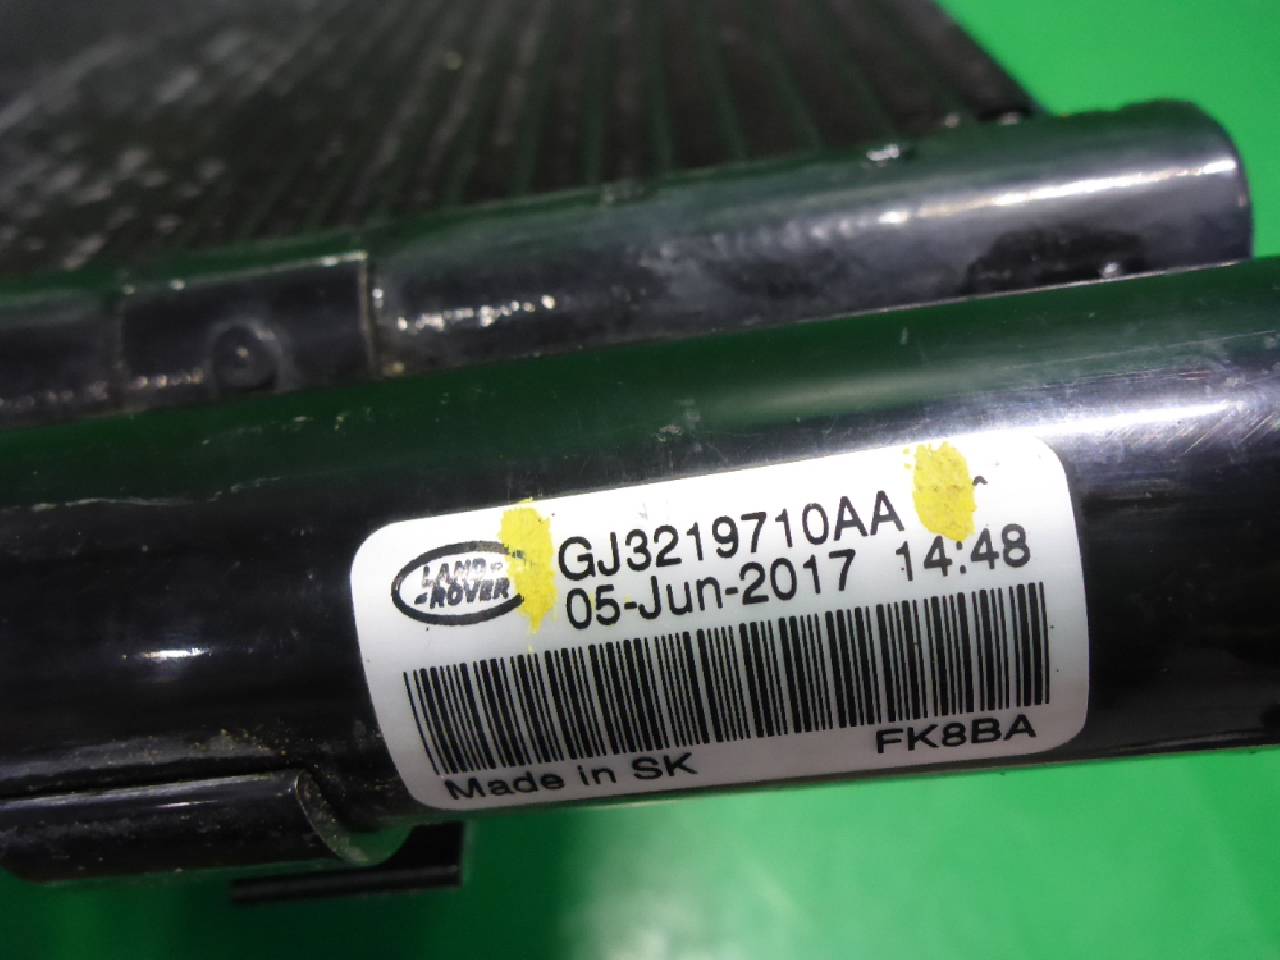 LAND
ROVER
GJ3219710AA
05-Jun-2017 14:48
Made in SK
FK8BA